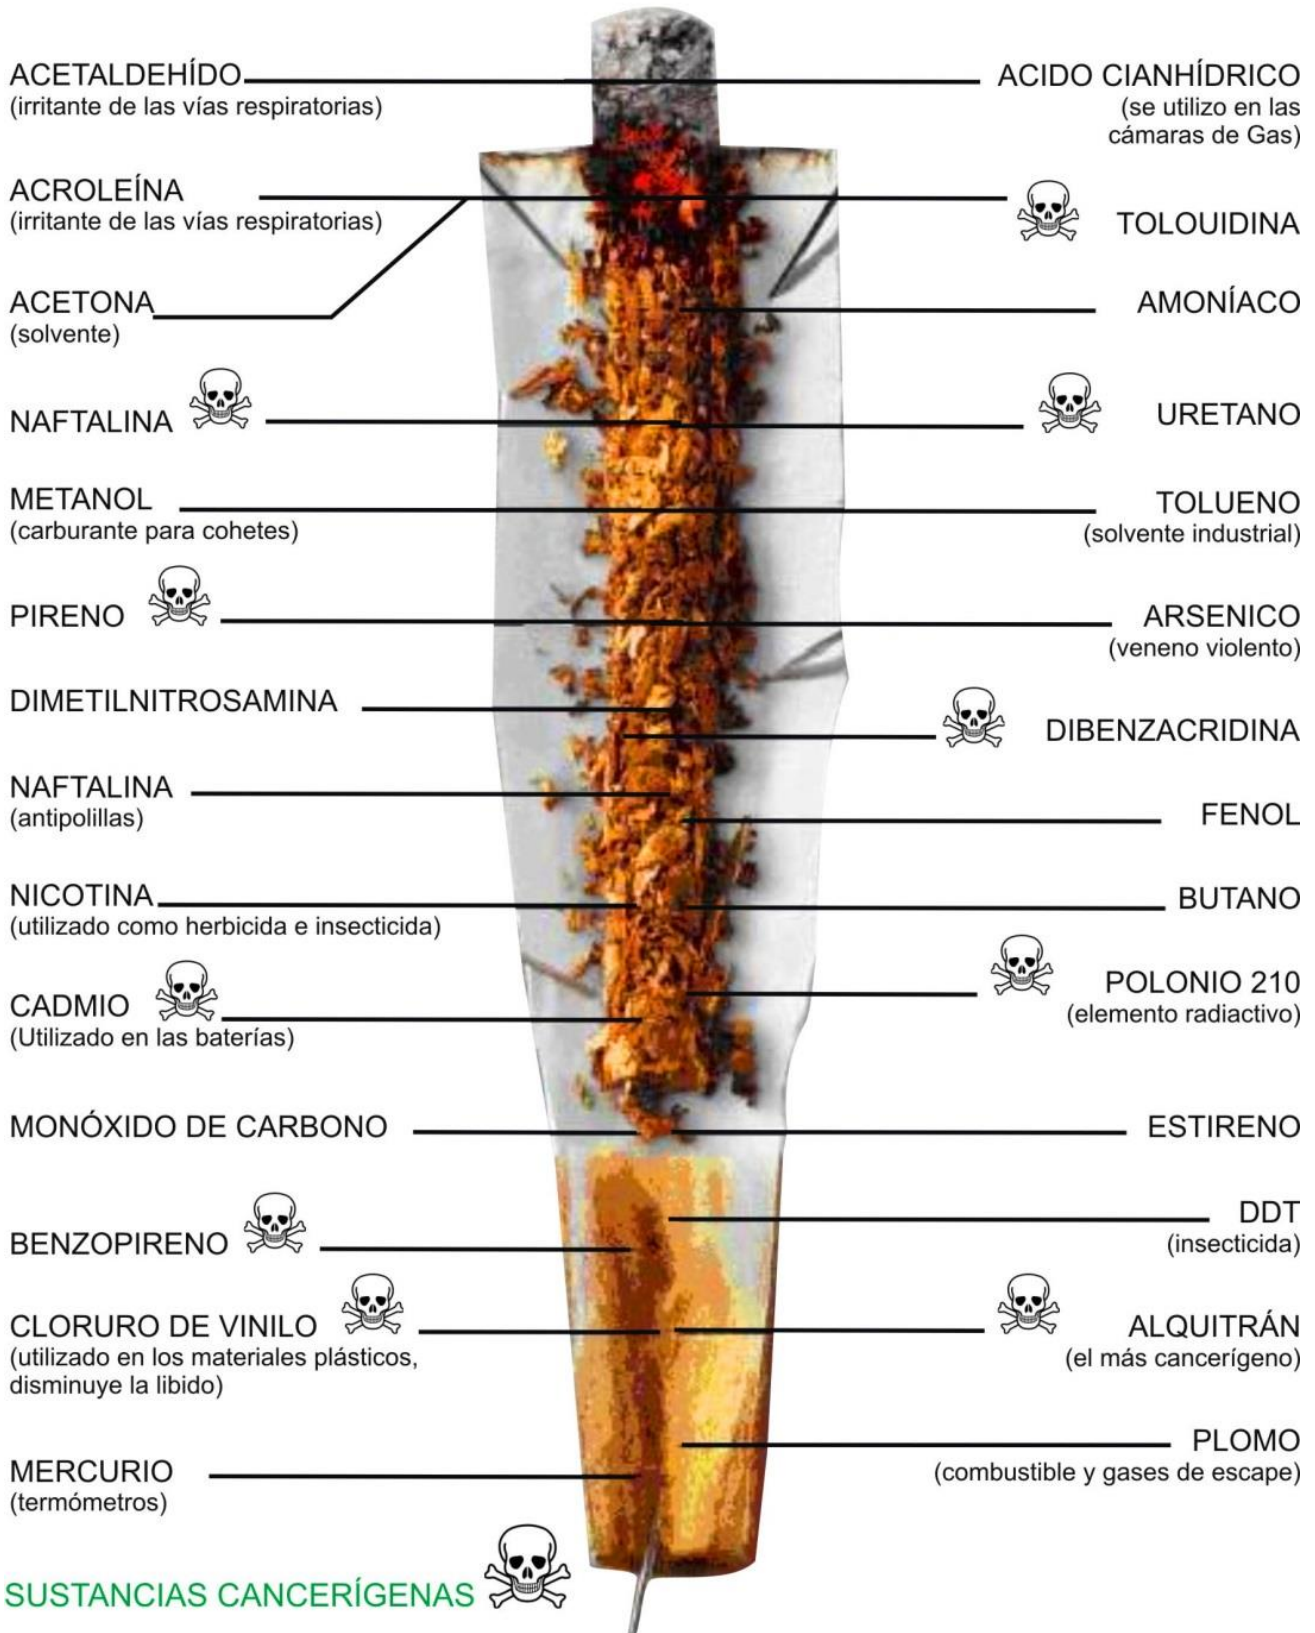 ACETALDEHÍDO
(irritante de las vías respiratorias)
ACROLEÍNA
(irritante de las vías respiratorias)
ACETONA
(solvente)
NAFTALINA
METANOL
(carburante para cohetes)
PIRENO
DIMETILNITROSAMINA
NAFTALINA
(antipolillas)
NICOTINA
(utilizado como herbicida e insecticida)
CADMIO
(Utilizado en las baterías)
MONÓXIDO DE CARBONO
BENZOPIRENO
CLORURO DE VINILO
(utilizado en los materiales plásticos,
disminuye la libido)
MERCURIO
(termómetros)
ACIDO CIANHÍDRICO
(se utilizo en las
cámaras de Gas)
TOLOUIDINA
AMONÍACO
URETANO
TOLUENO
(solvente industrial)
ARSENICO
(veneno violento)
DIBENZACRIDINA
FENOL
BUTANO
POLONIO 210
(elemento radiactivo)
ESTIRENO
DDT
(insecticida)
ALQUITRÁN
(el más cancerígeno)
PLOMO
(combustible y gases de escape)
SUSTANCIAS CANCERÍGENAS